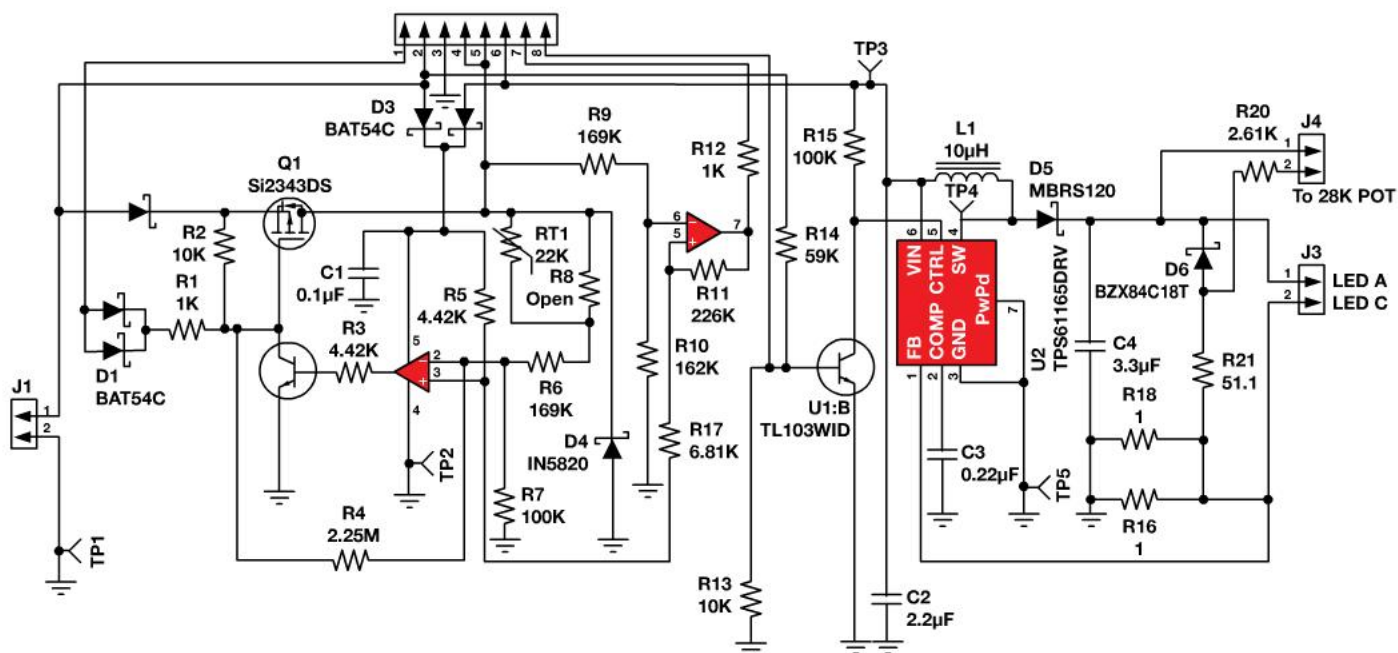 1
2
3
4
5
6
7
8
TP3
D3
BAT54C
R9
169K
R12
1K
R15
100K
L1
10µH
TP4
D5
MBRS120
R20
2.61K
J4
1
2
To 28K POT
Q1
Si2343DS
R2
10K
R1
1K
C1
0.1µF
RT1
22K
R8
Open
R5
4.42K
6
5
7
R11
226K
R14
59K
6
5
4
VIN
CTRL
SW
PwPd
7
FB
COMP
GND
1
2
3
U2
TPS61165DRV
D6
BZX84C18T
J3
1
2
LED A
LED C
D1
BAT54C
R3
4.42K
5
2
3
4
R6
169K
R10
162K
U1:B
TL103WID
C4
3.3µF
R21
51.1
J1
1
2
TP2
D4
IN5820
R17
6.81K
C3
0.22µF
TP5
R18
1
R16
1
R7
100K
R4
2.25M
TP1
R13
10K
C2
2.2µF